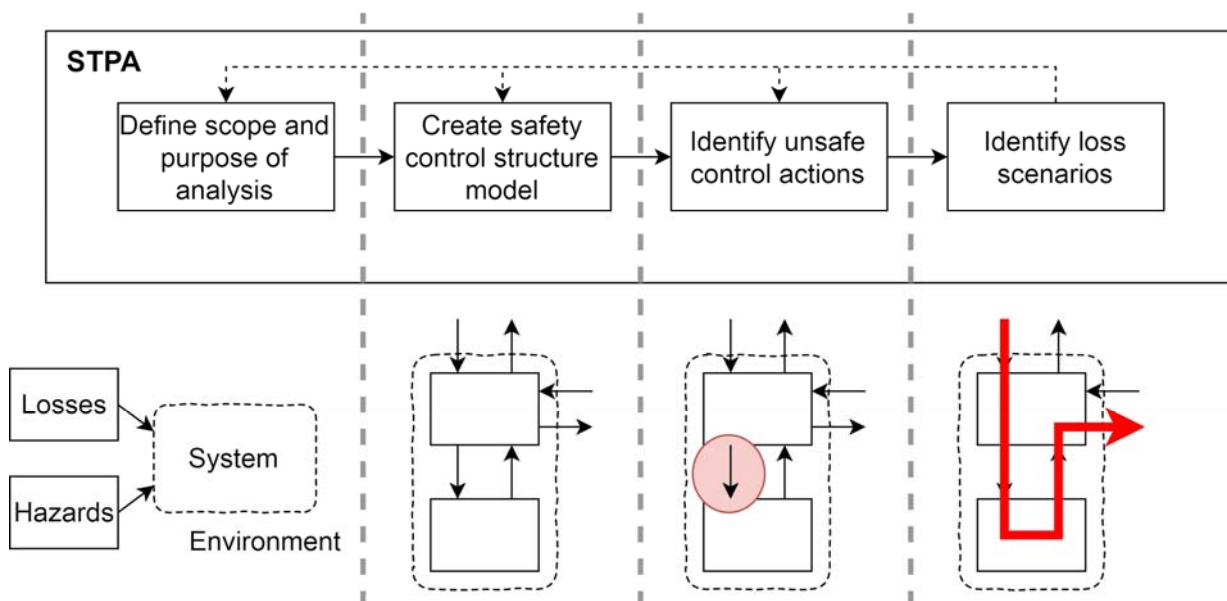 STPA
Define scope and
purpose of
analysis
Create safety
control structure
model
Identify unsafe
control actions
Identify loss
scenarios
Losses
Hazards
System
Environment